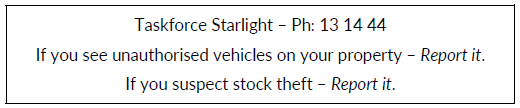 Taskforce Starlight – Ph: 13 14 44
If you see unauthorised vehicles on your property – Report it.
If you suspect stock theft – Report it.